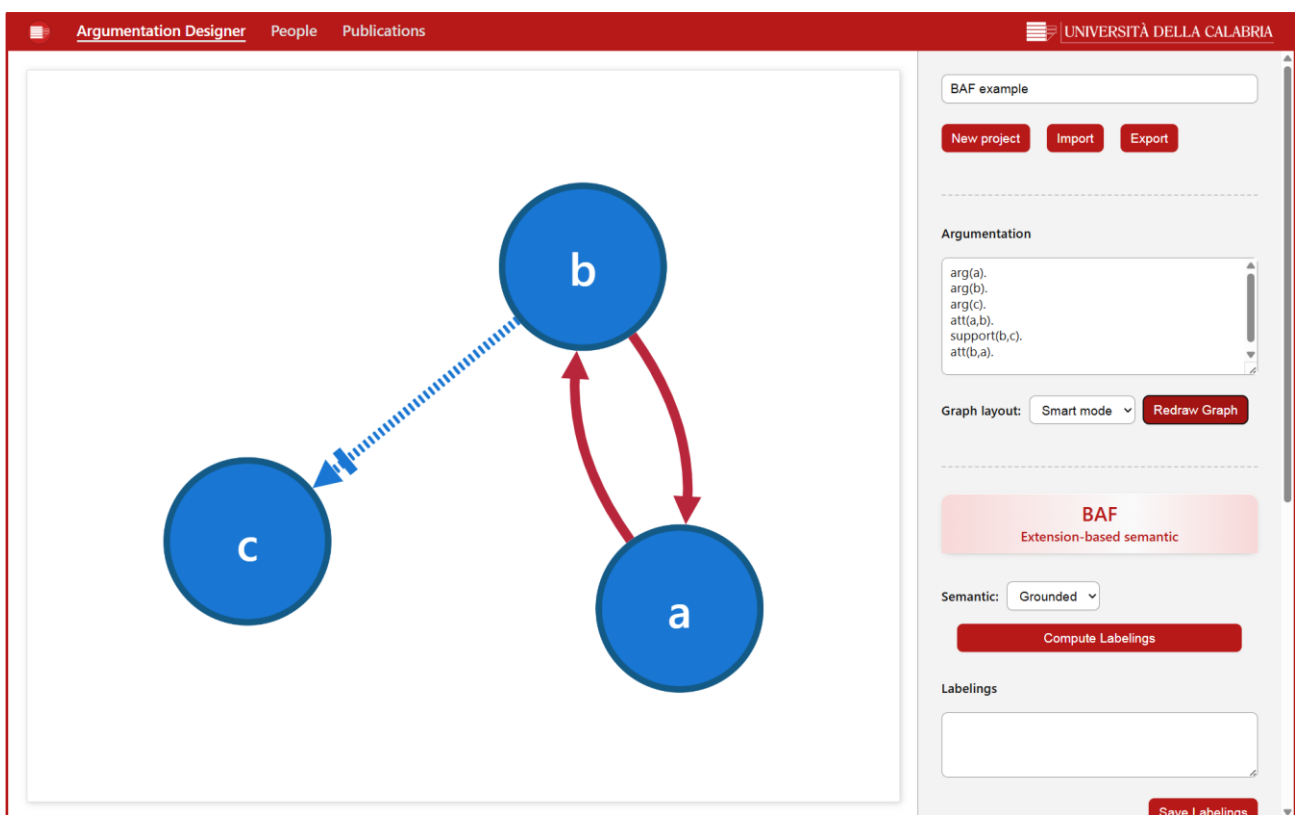 Argumentation Designer People Publications
UNIVERSITÀ DELLA CALABRIA
b
c
a
BAF example
New project Import Export
Argumentation
arg(a).
arg(b).
arg(c).
att(a,b).
support(b,c).
att(b,a).
Graph layout: Smart mode Redraw Graph
BAF
Extension-based semantic
Semantic: Grounded
Compute Labelings
Labelings
Save Labelings